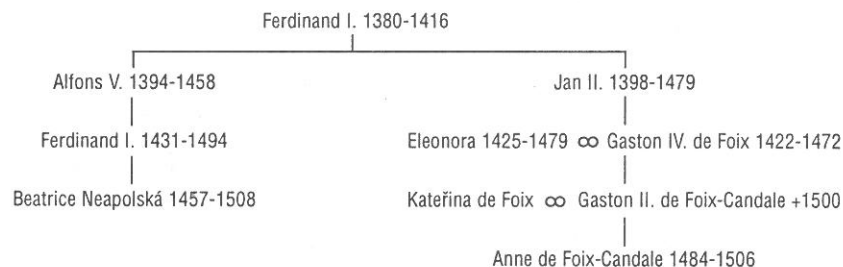 Ferdinand I. 1380-1416
Alfons V. 1394-1458 Jan II. 1398-1479
Ferdinand I. 1431-1494 Eleonora 1425-1479 ∞ Gaston IV. de Foix 1422-1472
Beatrice Neapolská 1457-1508 Kateřina de Foix ∞ Gaston II. de Foix-Candale +1500
Anne de Foix-Candale 1484-1506